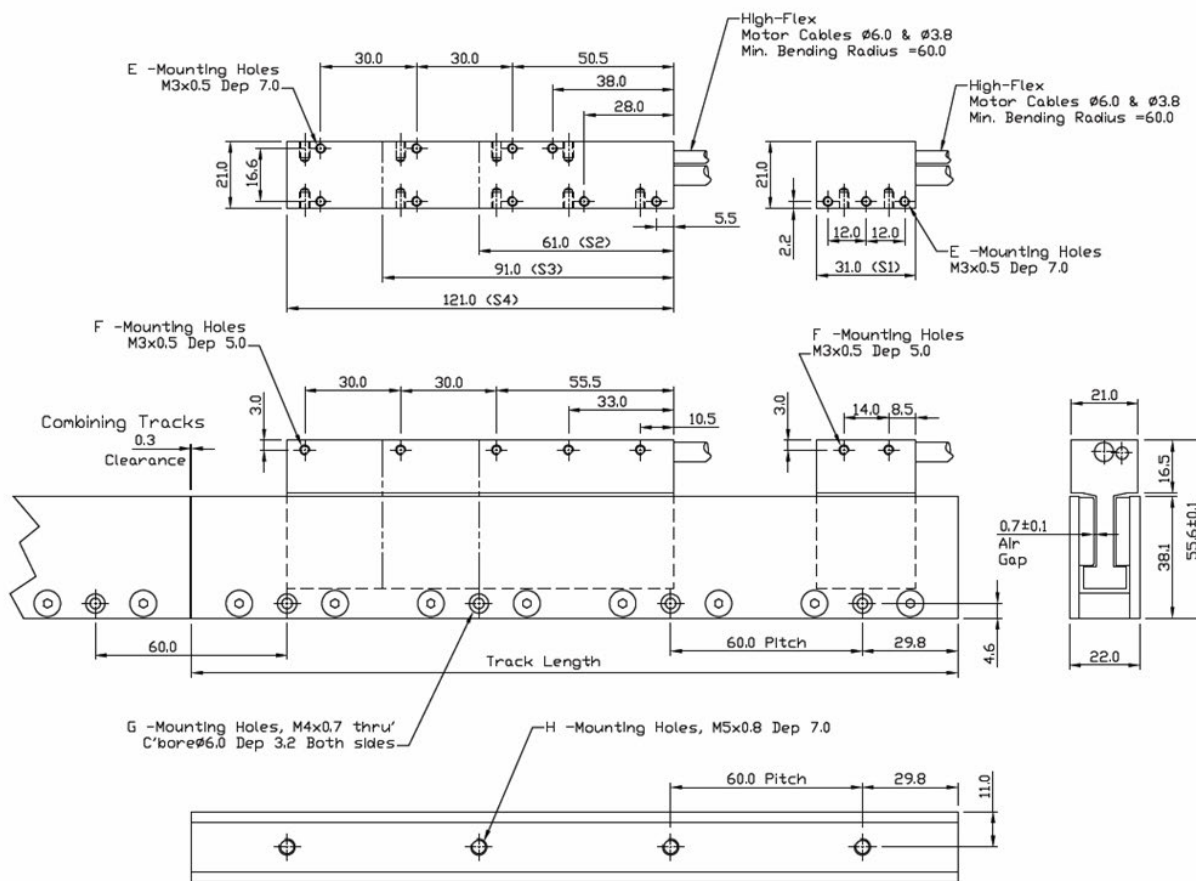 High-Flex
Motor Cables Ø6.0 & Ø3.8
Min. Bending Radius =60.0
30.0
30.0
50.5
E -Mounting Holes
M3x0.5 Dep 7.0
38.0
28.0
High-Flex
Motor Cables Ø6.0 & Ø3.8
Min. Bending Radius =60.0
21.0
16.6
21.0
2.2
5.5
12.0
12.0
61.0 (S2)
E -Mounting Holes
M3x0.5 Dep 7.0
91.0 (S3)
31.0 (S1)
121.0 (S4)
F -Mounting Holes
M3x0.5 Dep 5.0
F -Mounting Holes
M3x0.5 Dep 5.0
30.0
30.0
55.5
33.0
10.5
3.0
3.0
14.0
8.5
21.0
Combining Tracks
0.3
Clearance
16.5
0.7±0.1
Air
Gap
38.1
55.6±0.1
60.0
60.0 Pitch
29.8
4.6
22.0
Track Length
G -Mounting Holes, M4x0.7 thru'
C'boreø6.0 Dep 3.2 Both sides
H -Mounting Holes, M5x0.8 Dep 7.0
60.0 Pitch
29.8
11.0